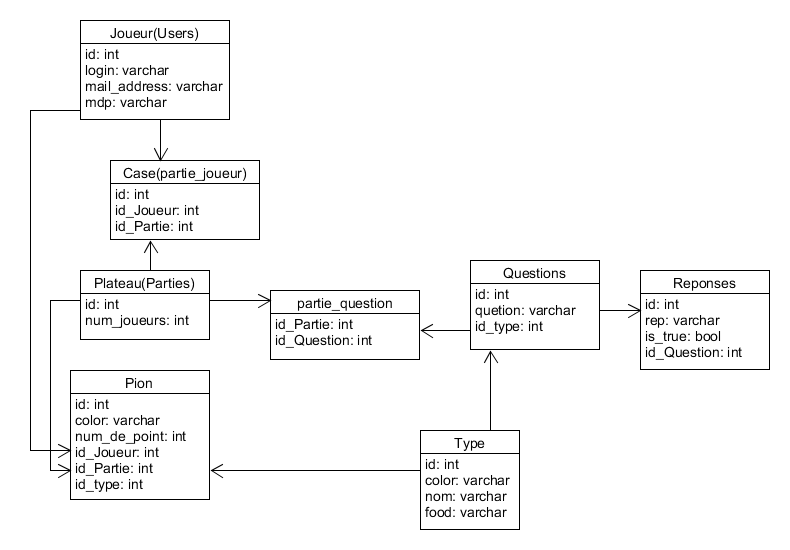 Joueur(Users)
id: int
login: varchar
mail_address: varchar
mdp: varchar
Case(partie_joueur)
id: int
id_Joueur: int
id_Partie: int
Plateau(Parties)
id: int
num_joueurs: int
partie_question
id_Partie: int
id_Question: int
Questions
id: int
quetion: varchar
id_type: int
Reponses
id: int
rep: varchar
is_true: bool
id_Question: int
Pion
id: int
color: varchar
num_de_point: int
id_Joueur: int
id_Partie: int
id_type: int
Type
id: int
color: varchar
nom: varchar
food: varchar